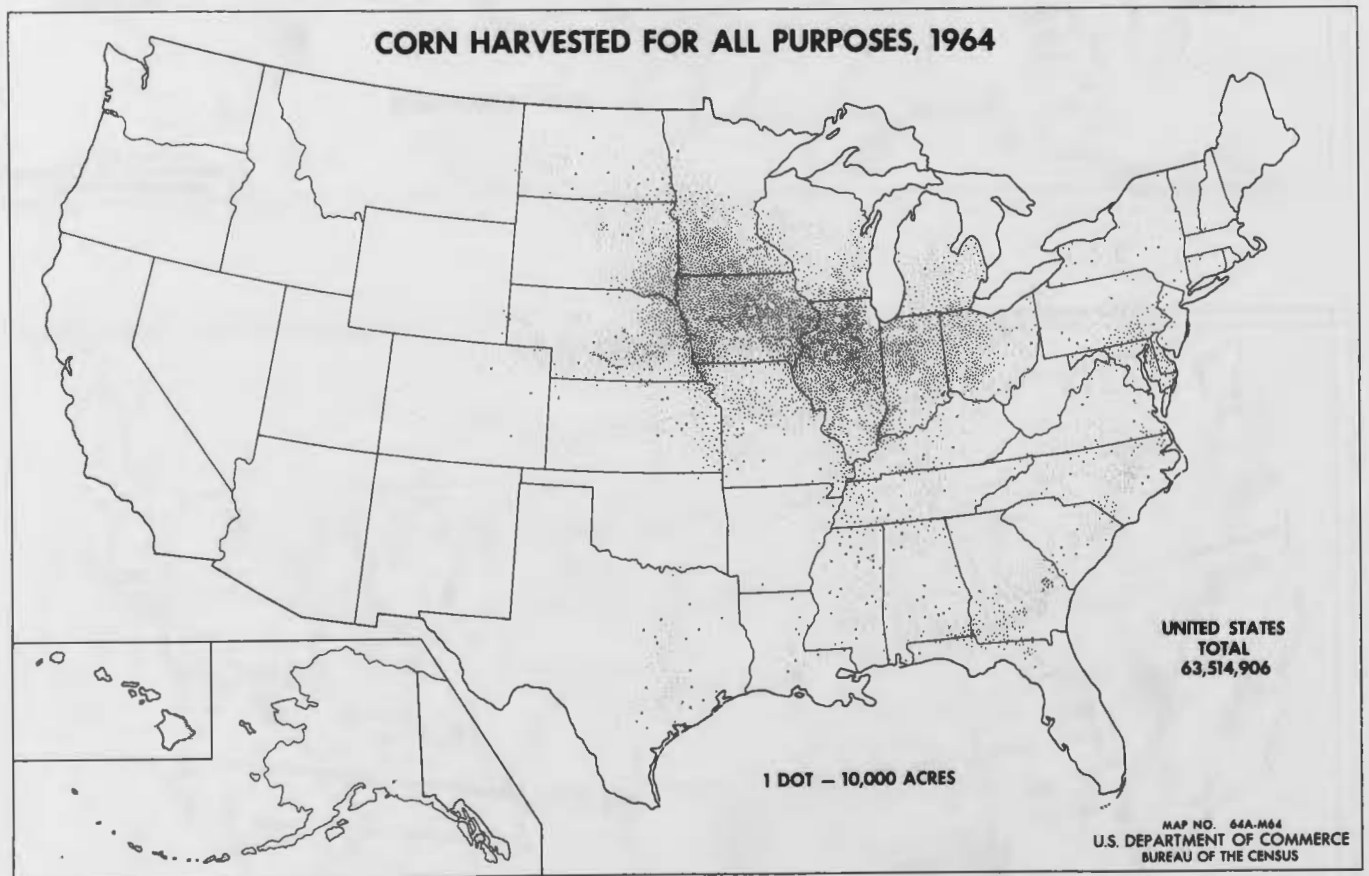 CORN HARVESTED FOR ALL PURPOSES, 1964
UNITED STATES
TOTAL
63,514,906
1 DOT — 10,000 ACRES
MAP NO. 64A-M64
U.S. DEPARTMENT OF COMMERCE
BUREAU OF THE CENSUS